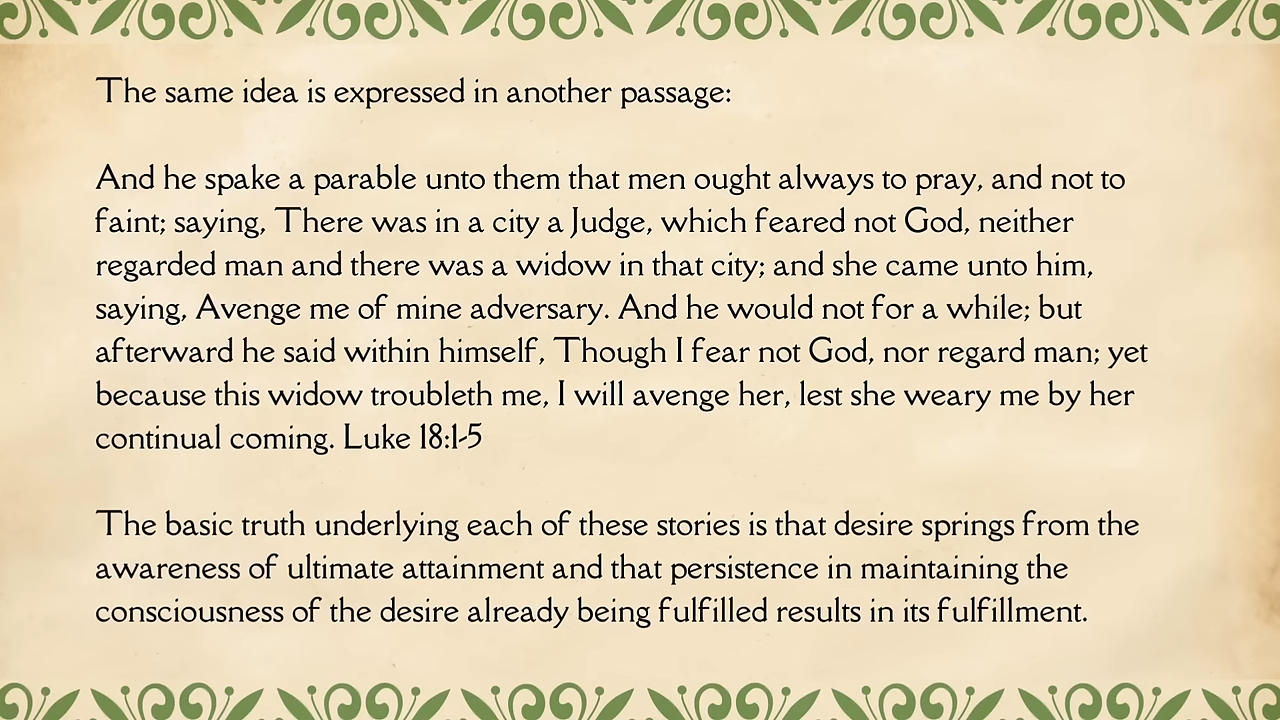 The same idea is expressed in another passage:
And he spake a parable unto them that men ought always to pray, and not to
faint; saying, There was in a city a Judge, which feared not God, neither
regarded man and there was a widow in that city; and she came unto him,
saying, Avenge me of mine adversary. And he would not for a while; but
afterward he said within himself, Though I fear not God, nor regard man; yet
because this widow troubleth me, I will avenge her, lest she weary me by her
continual coming. Luke 18:1-5
The basic truth underlying each of these stories is that desire springs from the
awareness of ultimate attainment and that persistence in maintaining the
consciousness of the desire already being fulfilled results in its fulfillment.